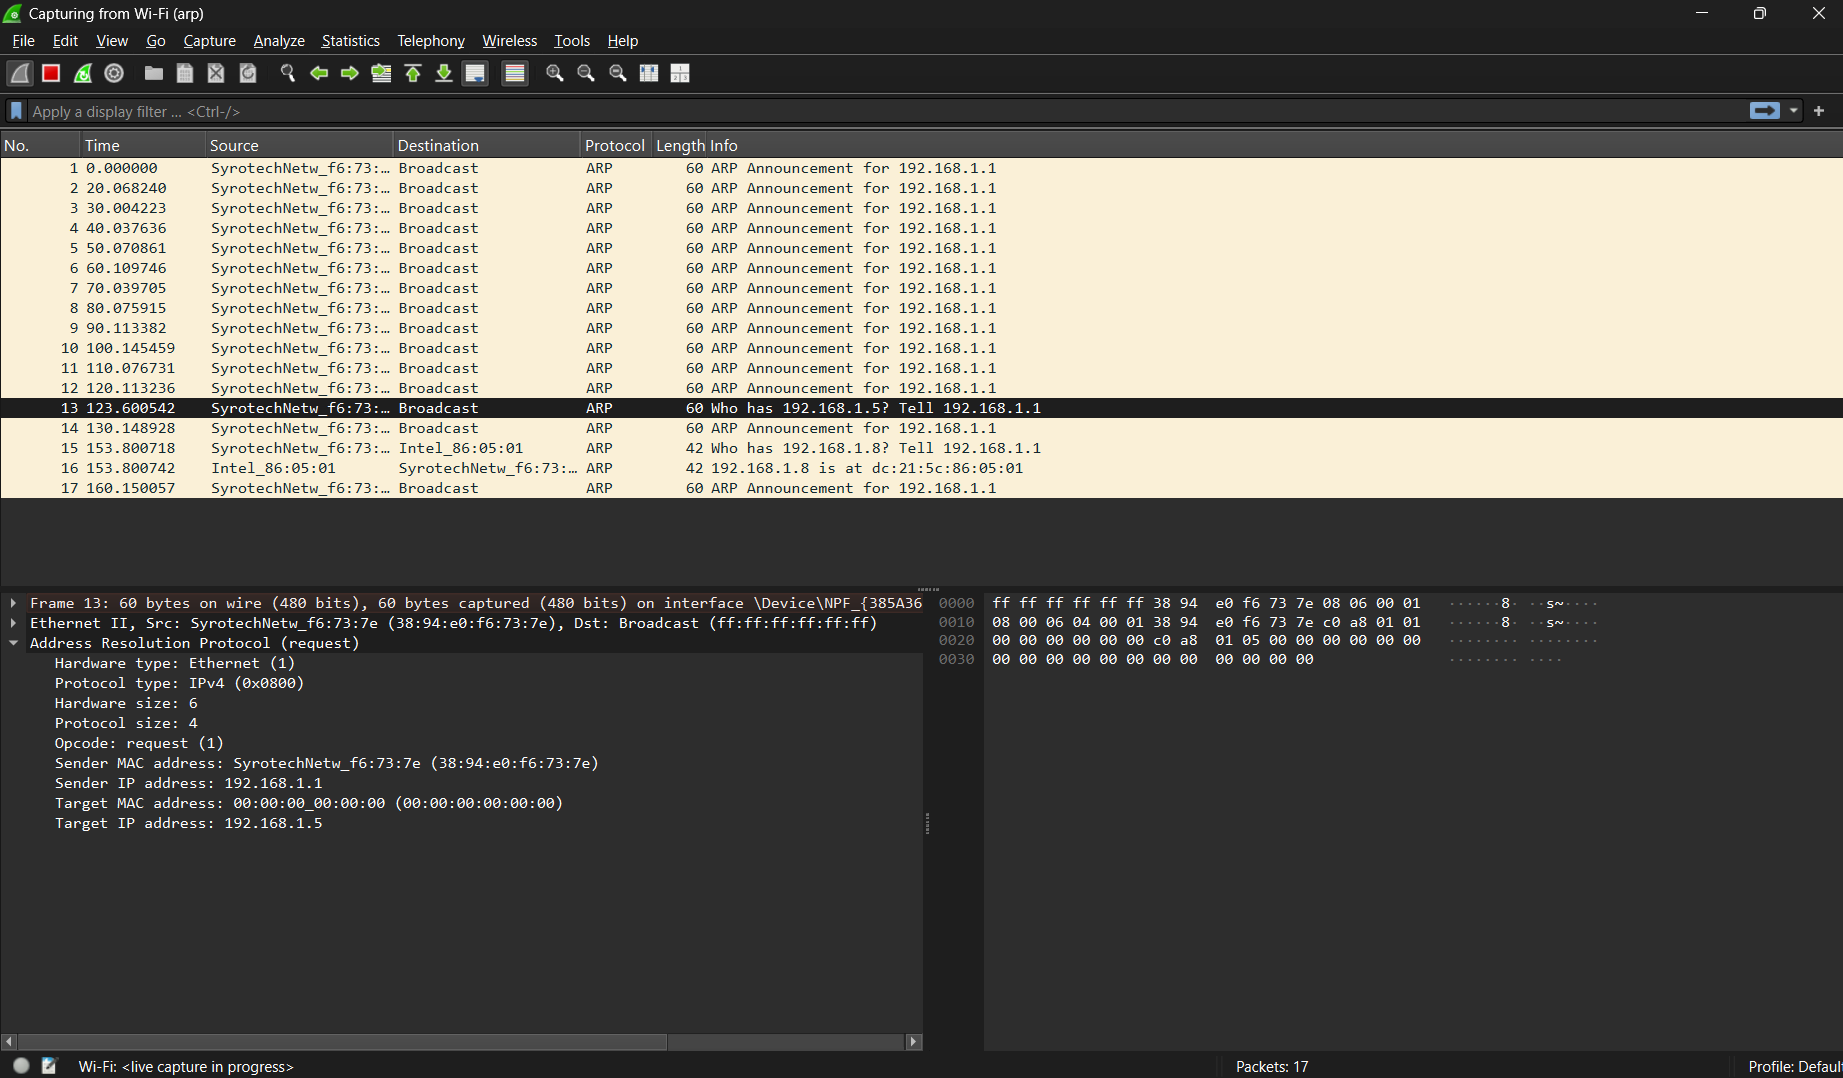 Capturing from Wi-Fi (arp)
File Edit View Go Capture Analyze Statistics Telephony Wireless Tools Help
Apply a display filter ... <Ctrl-/>
No. Time Source Destination Protocol Length Info
1 0.000000 SyrotechNetw_f6:73:… Broadcast ARP 60 ARP Announcement for 192.168.1.1
2 20.068240 SyrotechNetw_f6:73:… Broadcast ARP 60 ARP Announcement for 192.168.1.1
3 30.004223 SyrotechNetw_f6:73:… Broadcast ARP 60 ARP Announcement for 192.168.1.1
4 40.037636 SyrotechNetw_f6:73:… Broadcast ARP 60 ARP Announcement for 192.168.1.1
5 50.070861 SyrotechNetw_f6:73:… Broadcast ARP 60 ARP Announcement for 192.168.1.1
6 60.109746 SyrotechNetw_f6:73:… Broadcast ARP 60 ARP Announcement for 192.168.1.1
7 70.039705 SyrotechNetw_f6:73:… Broadcast ARP 60 ARP Announcement for 192.168.1.1
8 80.075915 SyrotechNetw_f6:73:… Broadcast ARP 60 ARP Announcement for 192.168.1.1
9 90.113382 SyrotechNetw_f6:73:… Broadcast ARP 60 ARP Announcement for 192.168.1.1
10 100.145459 SyrotechNetw_f6:73:… Broadcast ARP 60 ARP Announcement for 192.168.1.1
11 110.076731 SyrotechNetw_f6:73:… Broadcast ARP 60 ARP Announcement for 192.168.1.1
12 120.113236 SyrotechNetw_f6:73:… Broadcast ARP 60 ARP Announcement for 192.168.1.1
13 123.600542 SyrotechNetw_f6:73:… Broadcast ARP 60 Who has 192.168.1.5? Tell 192.168.1.1
14 130.148928 SyrotechNetw_f6:73:… Broadcast ARP 60 ARP Announcement for 192.168.1.1
15 153.800718 SyrotechNetw_f6:73:… Intel_86:05:01 ARP 42 Who has 192.168.1.8? Tell 192.168.1.1
16 153.800742 Intel_86:05:01 SyrotechNetw_f6:73:… ARP 42 192.168.1.8 is at dc:21:5c:86:05:01
17 160.150057 SyrotechNetw_f6:73:… Broadcast ARP 60 ARP Announcement for 192.168.1.1
Frame 13: 60 bytes on wire (480 bits), 60 bytes captured (480 bits) on interface \Device\NPF_{385A36
Ethernet II, Src: SyrotechNetw_f6:73:7e (38:94:e0:f6:73:7e), Dst: Broadcast (ff:ff:ff:ff:ff:ff)
Address Resolution Protocol (request)
Hardware type: Ethernet (1)
Protocol type: IPv4 (0x0800)
Hardware size: 6
Protocol size: 4
Opcode: request (1)
Sender MAC address: SyrotechNetw_f6:73:7e (38:94:e0:f6:73:7e)
Sender IP address: 192.168.1.1
Target MAC address: 00:00:00_00:00:00 (00:00:00:00:00:00)
Target IP address: 192.168.1.5
0000 ff ff ff ff ff ff 38 94 e0 f6 73 7e 08 06 00 01 ······8· ··s~····
0010 08 00 06 04 00 01 38 94 e0 f6 73 7e c0 a8 01 01 ······8· ··s~····
0020 00 00 00 00 00 00 c0 a8 01 05 00 00 00 00 00 00 ········ ········
0030 00 00 00 00 00 00 00 00 00 00 00 00 ········ ····
Wi-Fi: <live capture in progress> Packets: 17 Profile: Defaul